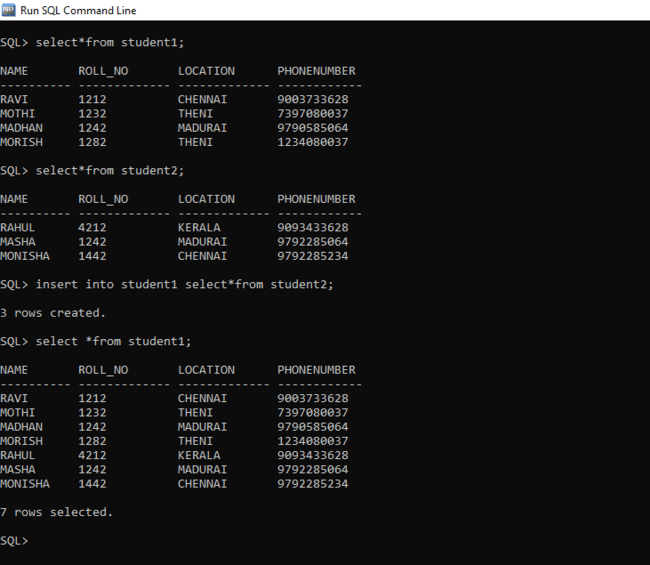 Run SQL Command Line
SQL> select*from student1;
NAME       ROLL_NO       LOCATION      PHONENUMBER
---------- ------------- ------------- ------------
RAVI       1212          CHENNAI       9003733628
MOTHI      1232          THENI         7397080037
MADHAN     1242          MADURAI       9790585064
MORISH     1282          THENI         1234080037
SQL> select*from student2;
NAME       ROLL_NO       LOCATION      PHONENUMBER
---------- ------------- ------------- ------------
RAHUL      4212          KERALA        9093433628
MASHA      1242          MADURAI       9792285064
MONISHA    1442          CHENNAI       9792285234
SQL> insert into student1 select*from student2;
3 rows created.
SQL> select *from student1;
NAME       ROLL_NO       LOCATION      PHONENUMBER
---------- ------------- ------------- ------------
RAVI       1212          CHENNAI       9003733628
MOTHI      1232          THENI         7397080037
MADHAN     1242          MADURAI       9790585064
MORISH     1282          THENI         1234080037
RAHUL      4212          KERALA        9093433628
MASHA      1242          MADURAI       9792285064
MONISHA    1442          CHENNAI       9792285234
7 rows selected.
SQL>